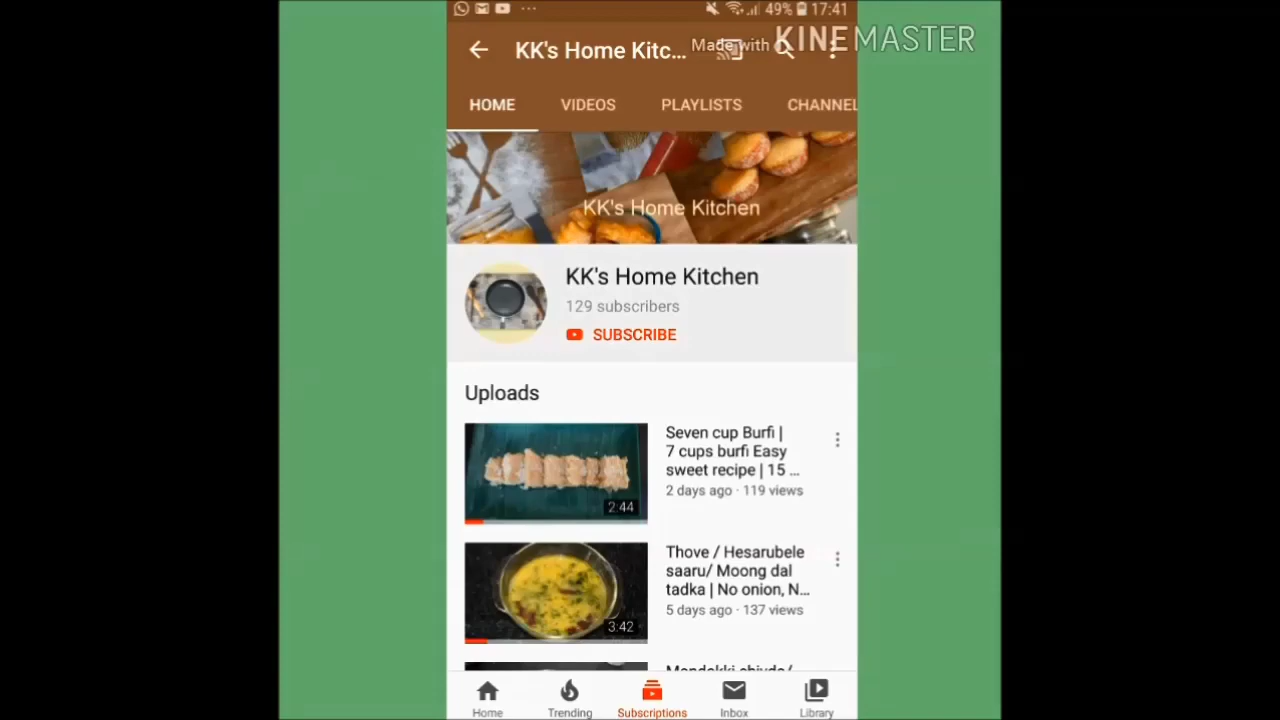 49% 17:41
KK's Home Kitc...
Made with KINEMASTER
HOME VIDEOS PLAYLISTS CHANNEL
KK's Home Kitchen
KK's Home Kitchen
129 subscribers
SUBSCRIBE
Uploads
Seven cup Burfi |
7 cups burfi Easy
sweet recipe | 15 ...
2 days ago · 119 views
2:44
Thove / Hesarubele
saaru/ Moong dal
tadka | No onion, N...
5 days ago · 137 views
3:42
Home Trending Subscriptions Inbox Library